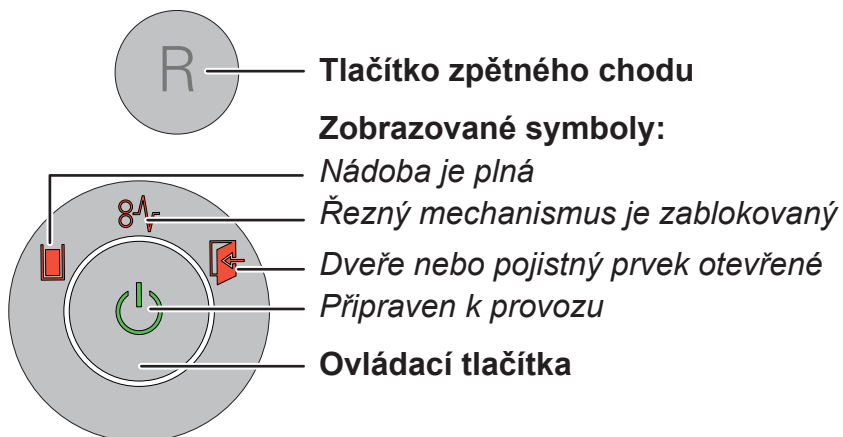 R
Tlačítko zpětného chodu
Zobrazované symboly:
Nádoba je plná
Řezný mechanismus je zablokovaný
Dveře nebo pojistný prvek otevřené
Připraven k provozu
Ovládací tlačítka